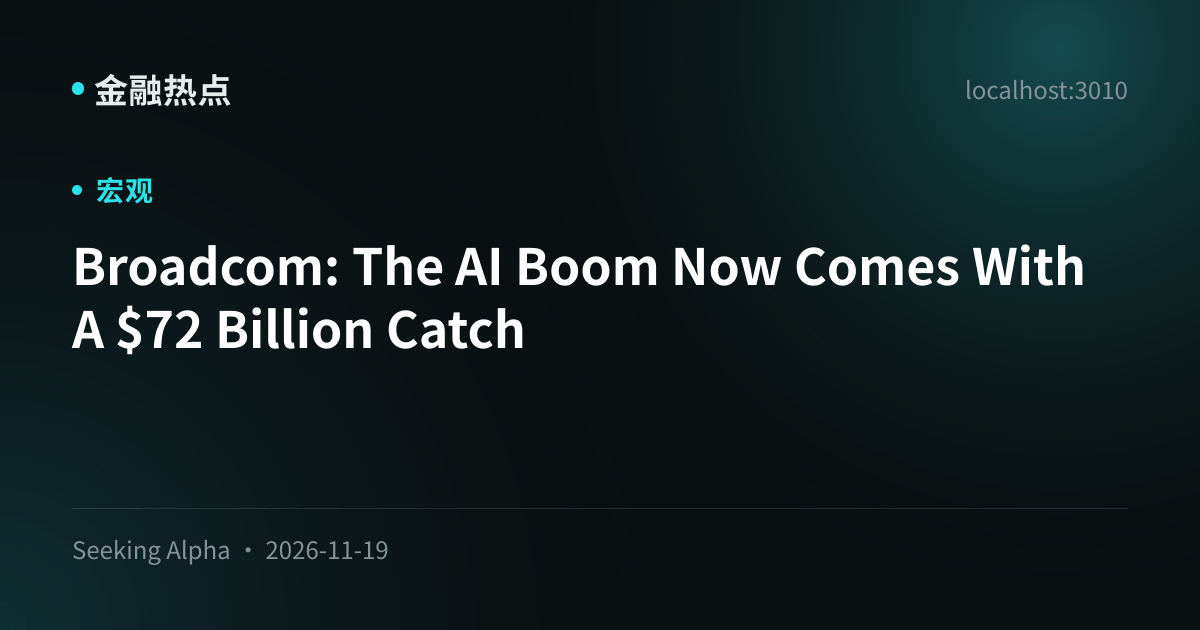 金融热点
localhost:3010
宏观
Broadcom: The AI Boom Now Comes With
A $72 Billion Catch
Seeking Alpha • 2026-11-19